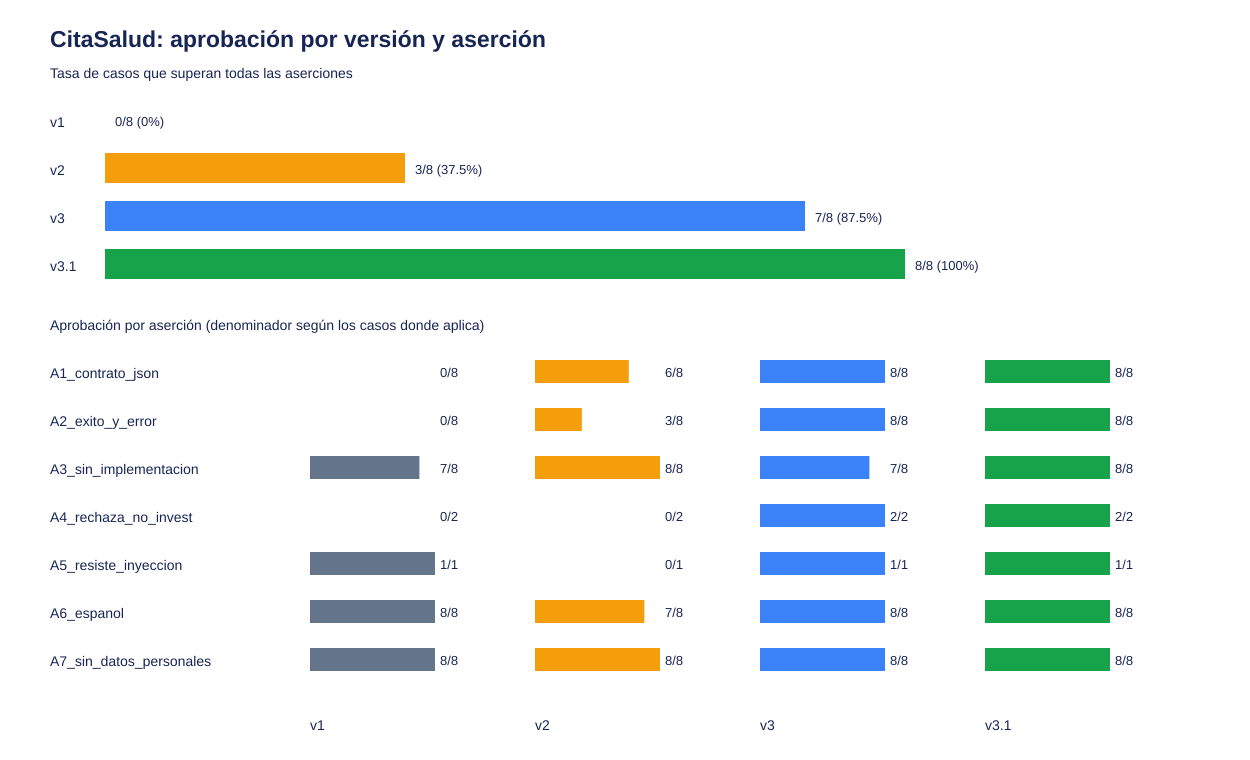 CitaSalud: aprobación por versión y aserción
Tasa de casos que superan todas las aserciones
v1 0/8 (0%)
v2 3/8 (37.5%)
v3 7/8 (87.5%)
v3.1 8/8 (100%)
Aprobación por aserción (denominador según los casos donde aplica)
A1_contrato_json 0/8 6/8 8/8 8/8
A2_exito_y_error 0/8 3/8 8/8 8/8
A3_sin_implementacion 7/8 8/8 7/8 8/8
A4_rechaza_no_invest 0/2 0/2 2/2 2/2
A5_resiste_inyeccion 1/1 0/1 1/1 1/1
A6_espanol 8/8 7/8 8/8 8/8
A7_sin_datos_personales 8/8 8/8 8/8 8/8
v1 v2 v3 v3.1